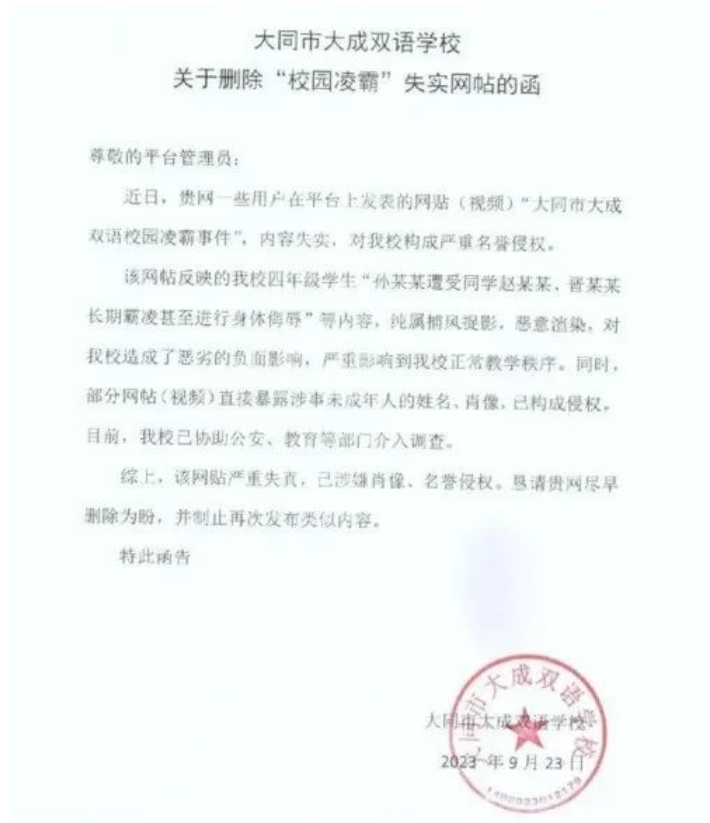 大同市大成双语学校
关于删除“校园凌霸”失实网帖的函
尊敬的平台管理员：
近日，贵网一些用户在平台上发表的网贴（视频）“大同市大成
双语校园凌霸事件”，内容失实，对我校构成严重名誉侵权。
该网帖反映的我校四年级学生“孙某某遭受同学赵某某、晋某某
长期霸凌甚至进行身体侮辱”等内容，纯属捕风捉影，恶意渲染，对
我校造成了恶劣的负面影响，严重影响到我校正常教学秩序。同时，
部分网帖（视频）直接暴露涉事未成年人的姓名、肖像，已构成侵权。
目前，我校已协助公安、教育等部门介入调查。
综上，该网贴严重失真，已涉嫌肖像、名誉侵权。恳请贵网尽早
删除为盼，并制止再次发布类似内容。
特此函告
大同市大成双语学校
大同市大成双语学校
2023年9月23日
1402023012179